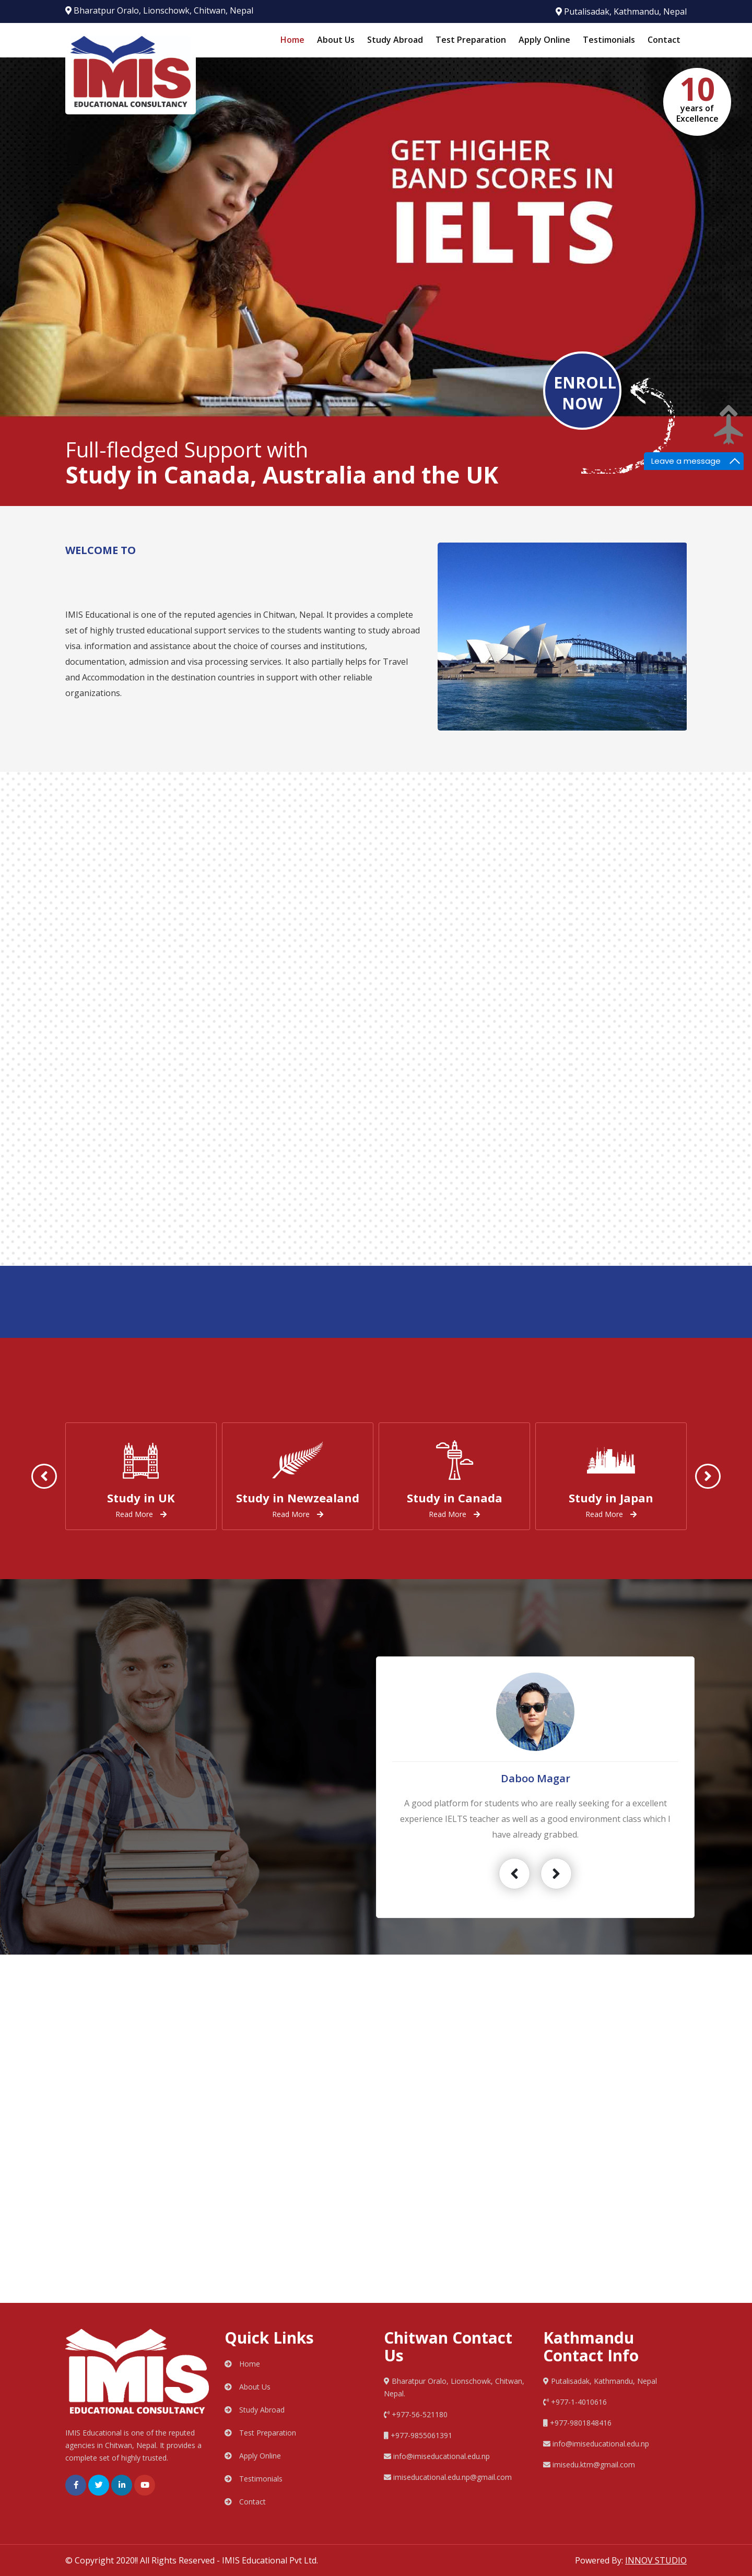 Bharatpur Oralo, Lionschowk, Chitwan, Nepal
Putalisadak, Kathmandu, Nepal
IMIS
EDUCATIONAL CONSULTANCY
Home
About Us
Study Abroad
Test Preparation
Apply Online
Testimonials
Contact
10
years of
Excellence
GET HIGHER
BAND SCORES IN
IELTS
ENROLL
NOW
Leave a message
Full-fledged Support with
Study in Canada, Australia and the UK
WELCOME TO
IMIS Educational is one of the reputed agencies in Chitwan, Nepal. It provides a complete
set of highly trusted educational support services to the students wanting to study abroad
visa. information and assistance about the choice of courses and institutions,
documentation, admission and visa processing services. It also partially helps for Travel
and Accommodation in the destination countries in support with other reliable
organizations.
Study in UK
Read More
Study in Newzealand
Read More
Study in Canada
Read More
Study in Japan
Read More
Daboo Magar
A good platform for students who are really seeking for a excellent
experience IELTS teacher as well as a good environment class which I
have already grabbed.
IMIS
EDUCATIONAL CONSULTANCY
IMIS Educational is one of the reputed
agencies in Chitwan, Nepal. It provides a
complete set of highly trusted.
Quick Links
Home
About Us
Study Abroad
Test Preparation
Apply Online
Testimonials
Contact
Chitwan Contact
Us
Bharatpur Oralo, Lionschowk, Chitwan,
Nepal.
+977-56-521180
+977-9855061391
info@imiseducational.edu.np
imiseducational.edu.np@gmail.com
Kathmandu
Contact Info
Putalisadak, Kathmandu, Nepal
+977-1-4010616
+977-9801848416
info@imiseducational.edu.np
imisedu.ktm@gmail.com
© Copyright 2020!! All Rights Reserved - IMIS Educational Pvt Ltd.
Powered By: INNOV STUDIO